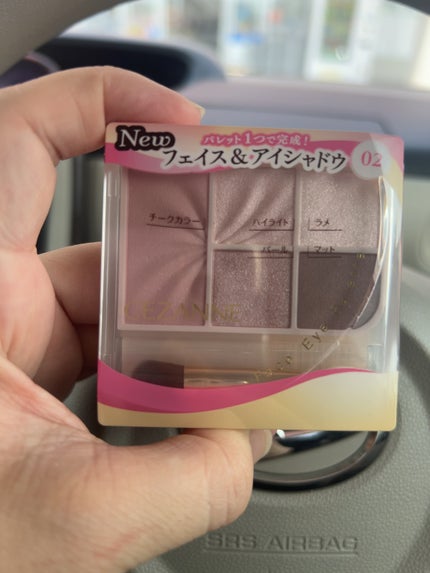 New
パレット1つで完成!
フェイス&アイシャドウ
02
チークカラー
ハイライト
ラメ
パール
マット
CEZANNE
Face Eye
SRS AIRBAG